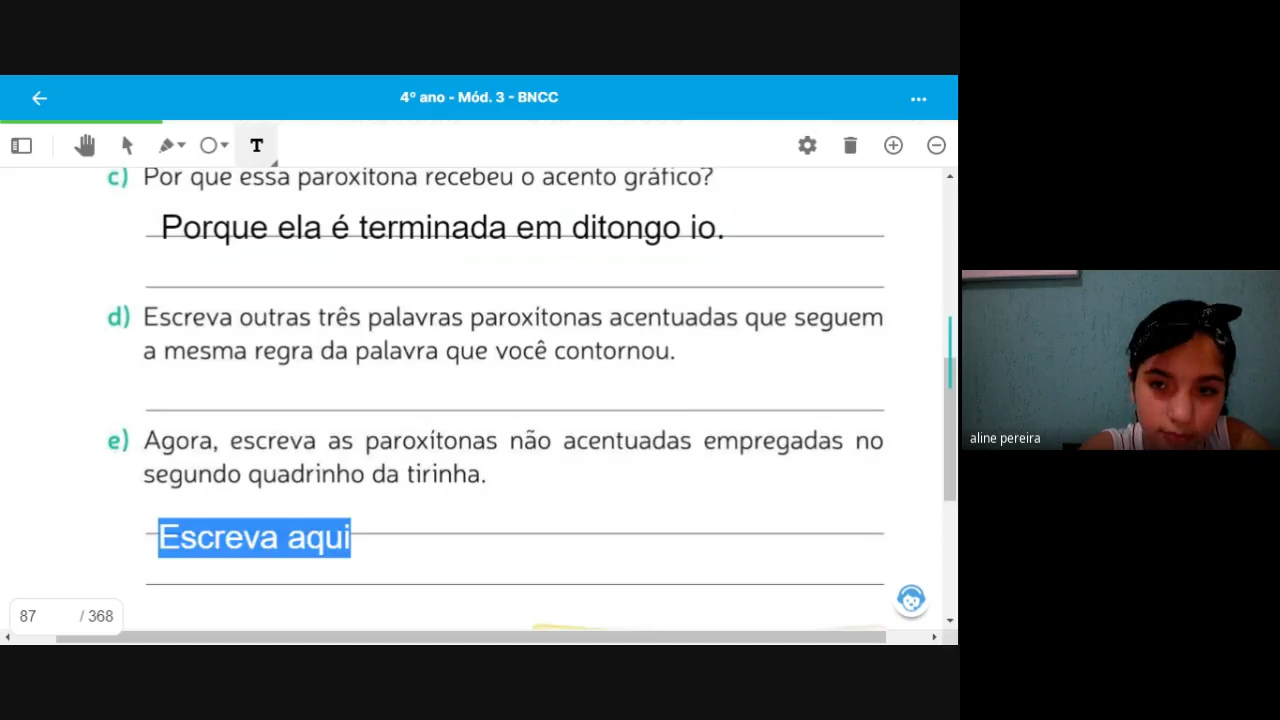 4º ano - Mód. 3 - BNCC
T
c) Por que essa paroxítona recebeu o acento gráfico?
Porque ela é terminada em ditongo io.
d) Escreva outras três palavras paroxítonas acentuadas que seguem
a mesma regra da palavra que você contornou.
e) Agora, escreva as paroxítonas não acentuadas empregadas no
segundo quadrinho da tirinha.
Escreva aqui
87 / 368
aline pereira